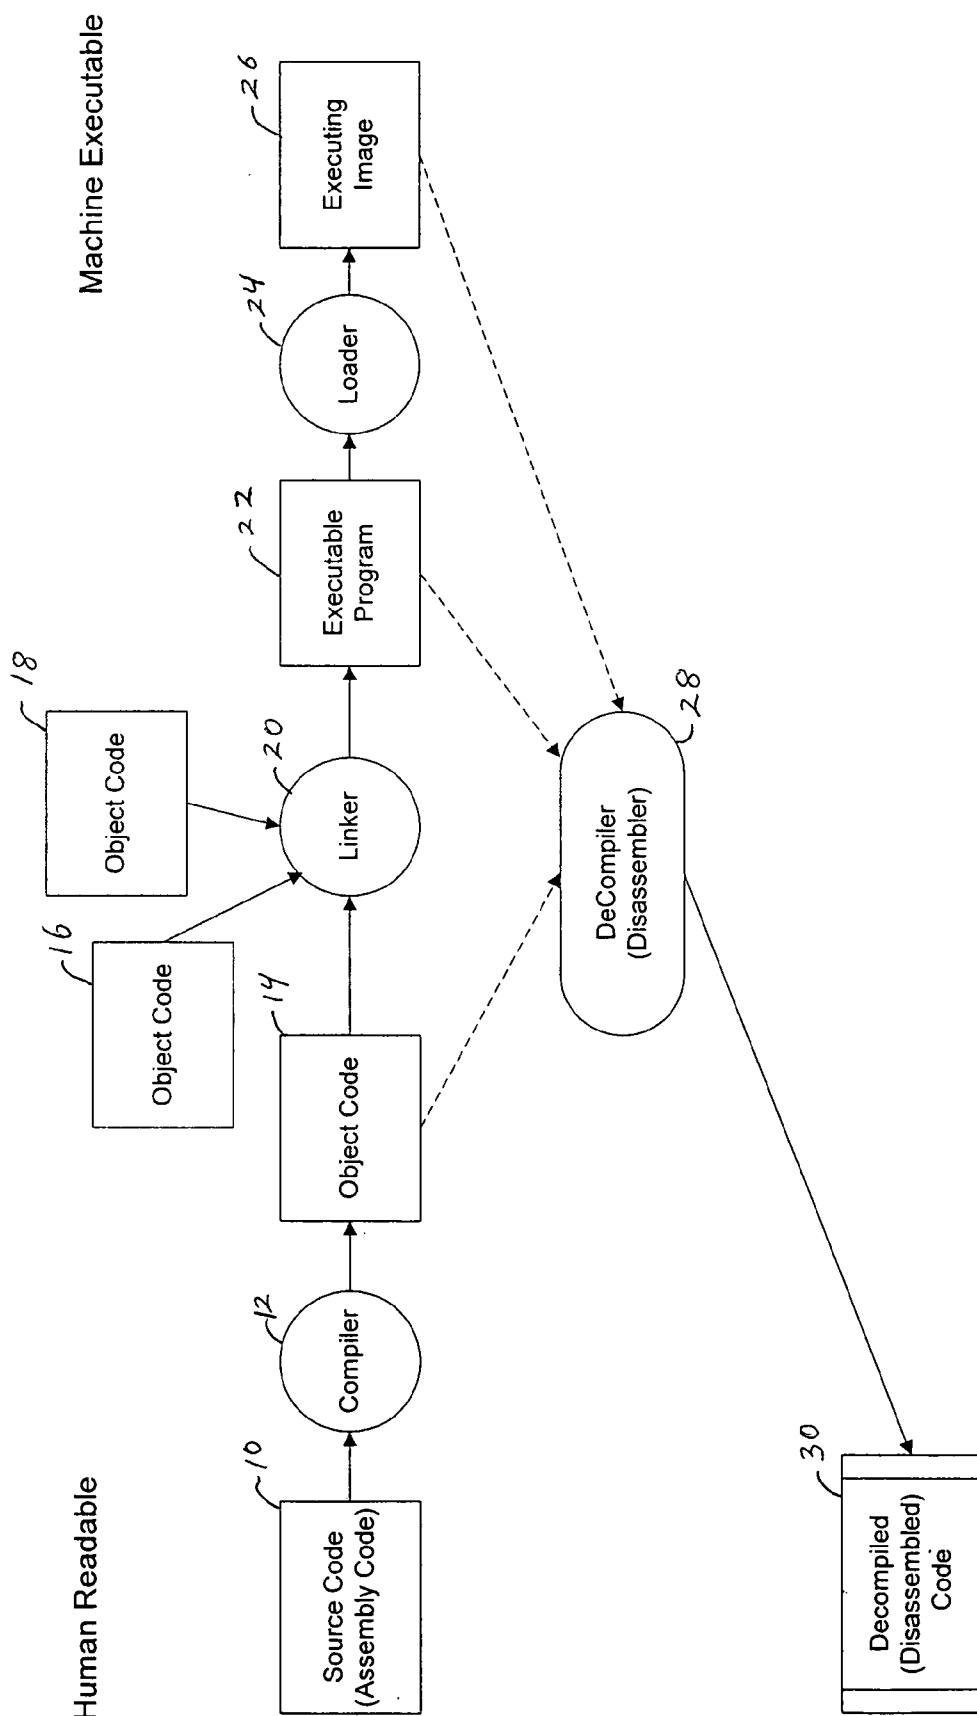 Human Readable
Machine Executable
Object Code
18
Object Code
16
Source Code
(Assembly Code)
10
Compiler
12
Object Code
14
Linker
20
Executable
Program
22
Loader
24
Executing
Image
26
DeCompiler
(Disassembler)
28
Decompiled
(Disassembled)
Code
30